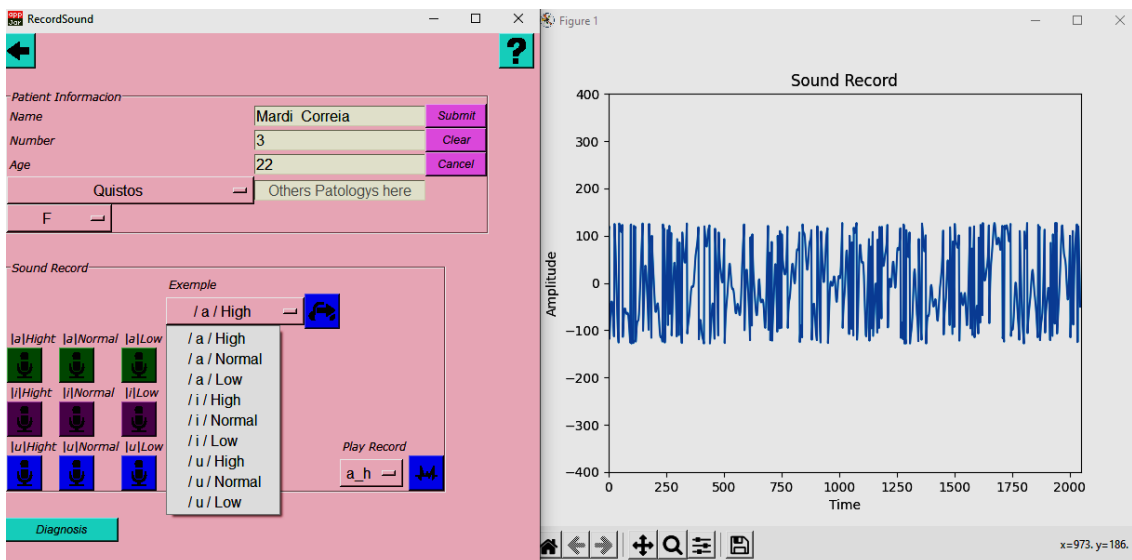 app
Jar
RecordSound
?
Patient Informacion
Name
Mardi Correia
Submit
Number
3
Clear
Age
22
Cancel
Quistos
Others Patologys here
F
Sound Record
Exemple
/ a / High
/ a / High
/ a / Normal
/ a / Low
/ i / High
/ i / Normal
/ i / Low
/ u / High
/ u / Normal
/ u / Low
|a|Hight |a|Normal |a|Low
|i|Hight |i|Normal |i|Low
|u|Hight |u|Normal |u|Low
Play Record
a_h
Diagnosis
Figure 1
Sound Record
Amplitude
400
300
200
100
0
−100
−200
−300
−400
0 250 500 750 1000 1250 1500 1750 2000
Time
x=973. y=186.